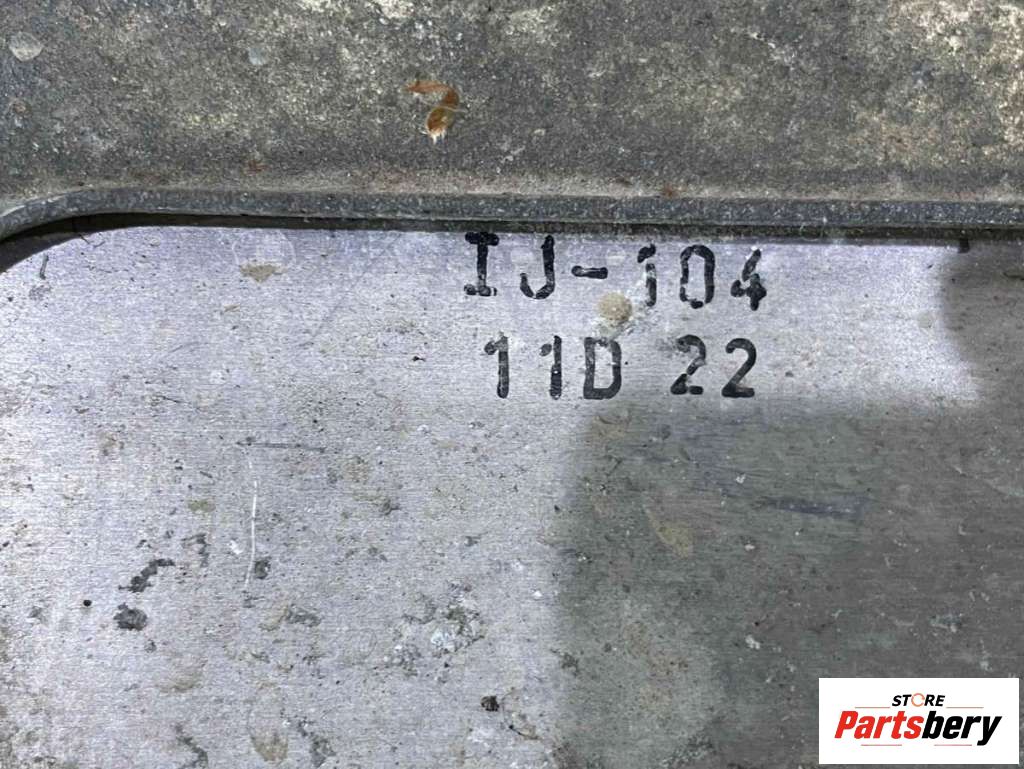 IJ-104
11D 22
STORE
Partsbery